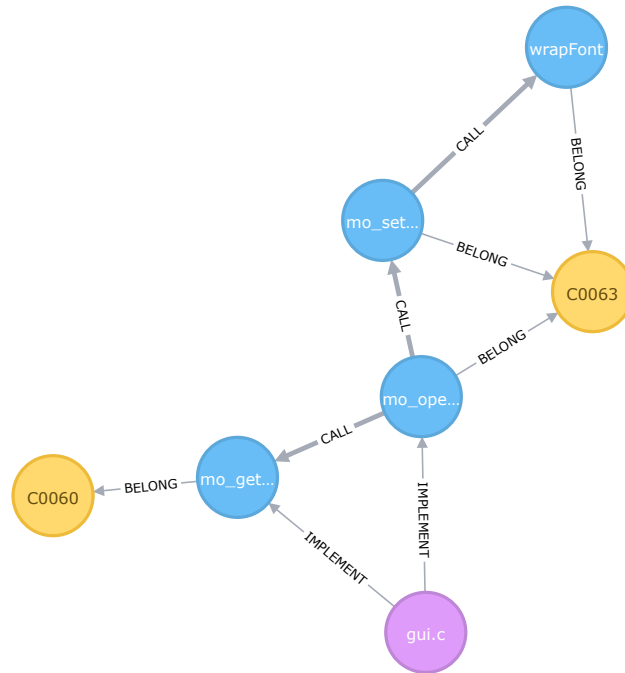 wrapFont
CALL
BELONG
mo_set...
BELONG
C0063
CALL
BELONG
mo_ope...
CALL
mo_get...
BELONG
C0060
IMPLEMENT
IMPLEMENT
gui.c